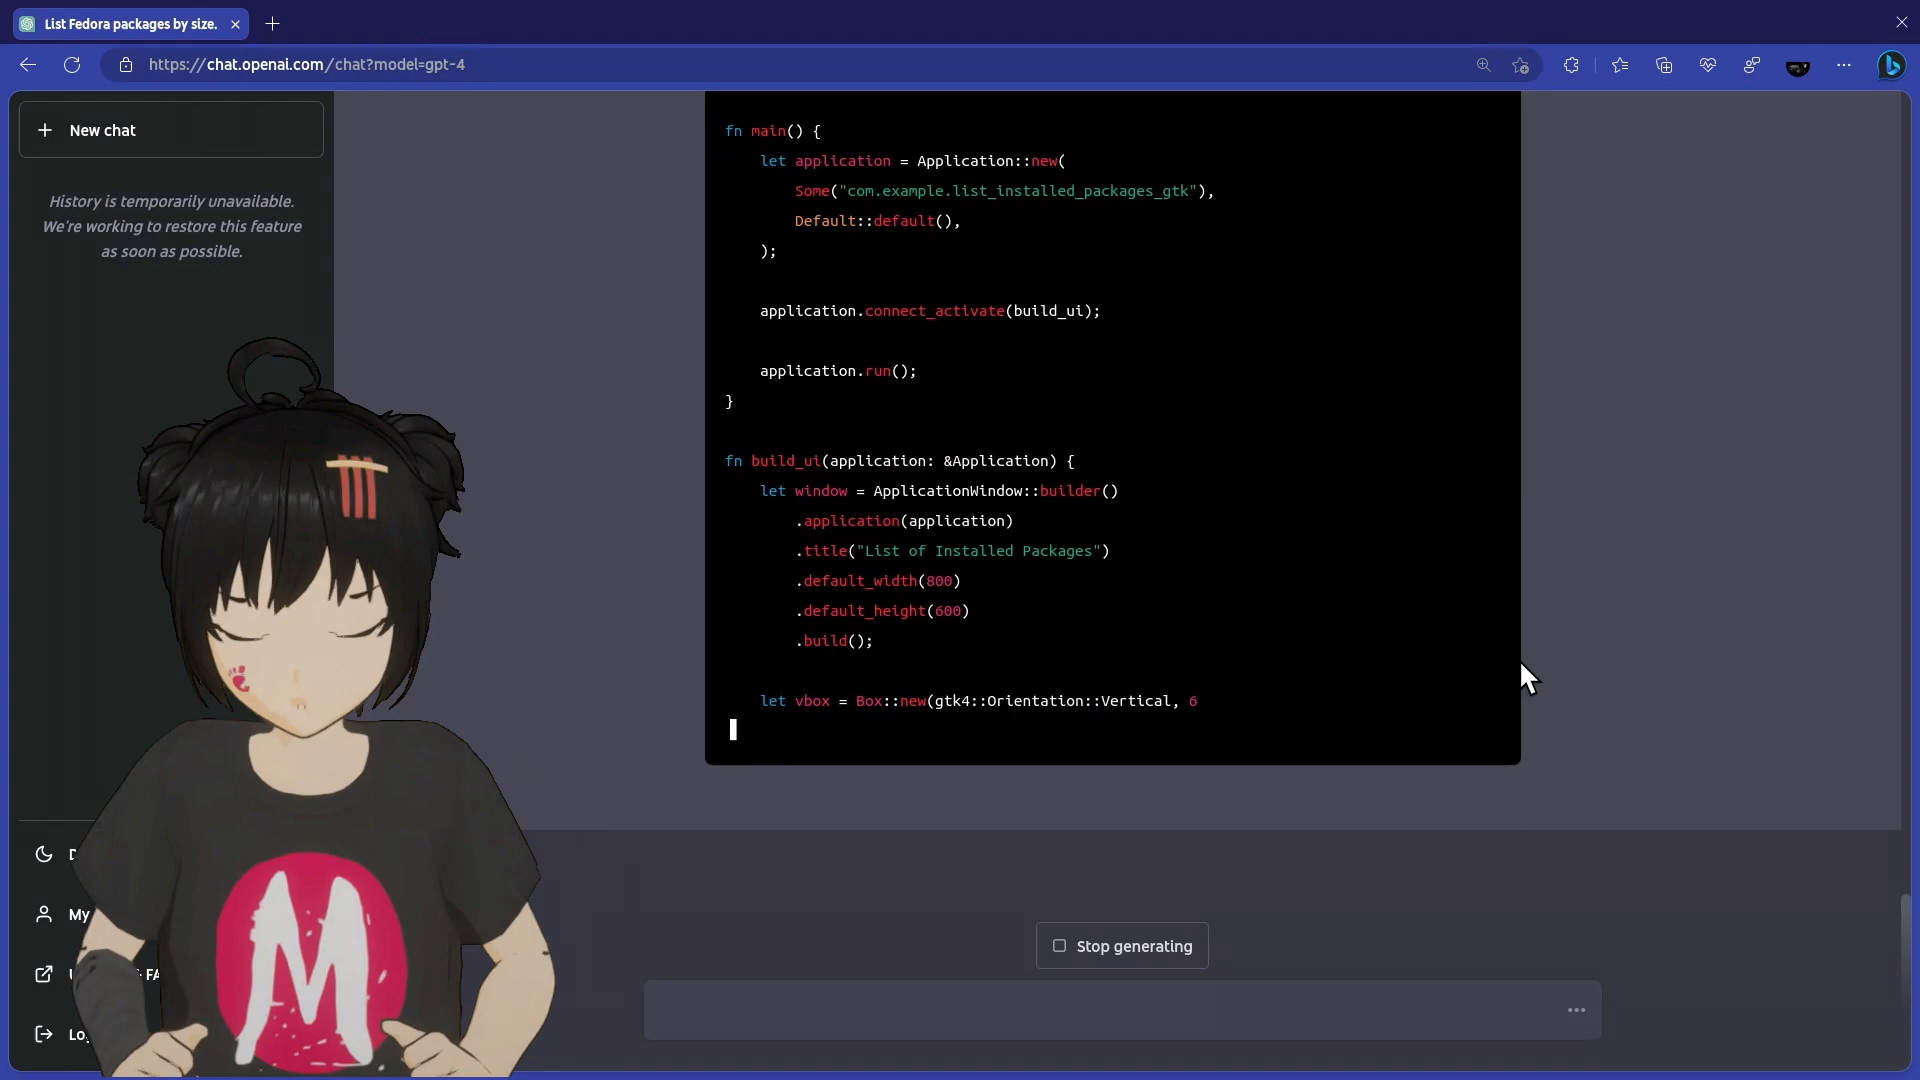 List Fedora packages by size.
https://chat.openai.com/chat?model=gpt-4
New chat
History is temporarily unavailable.
We're working to restore this feature
as soon as possible.
My
Stop generating
fn main() {
    let application = Application::new(
        Some("com.example.list_installed_packages_gtk"),
        Default::default(),
    );
    application.connect_activate(build_ui);
    application.run();
}
fn build_ui(application: &Application) {
    let window = ApplicationWindow::builder()
        .application(application)
        .title("List of Installed Packages")
        .default_width(800)
        .default_height(600)
        .build();
    let vbox = Box::new(gtk4::Orientation::Vertical, 6
M